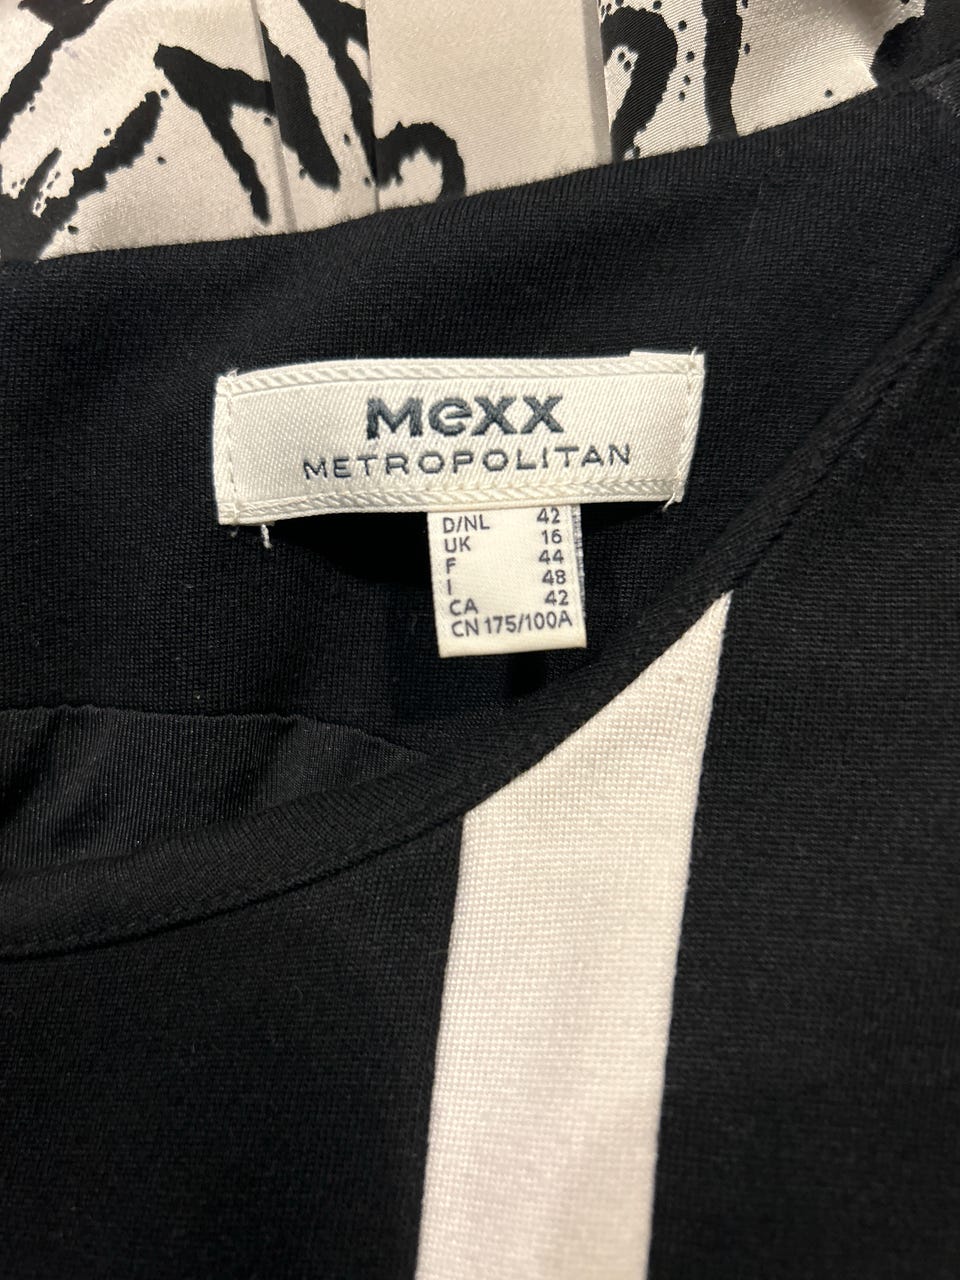 Mexx
METROPOLITAN
D/NL 42
UK 16
F 44
I 48
CA 42
CN 175/100A